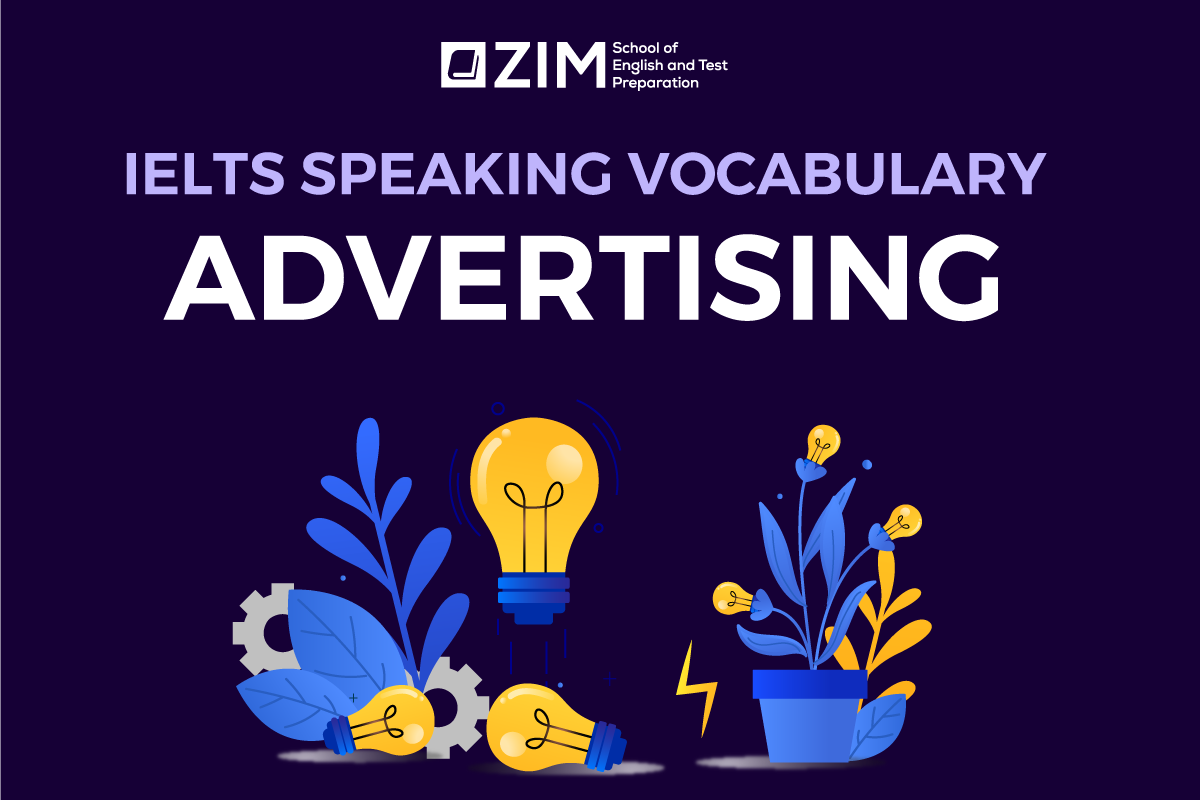 ZIM
School of
English and Test
Preparation
IELTS SPEAKING VOCABULARY
ADVERTISING